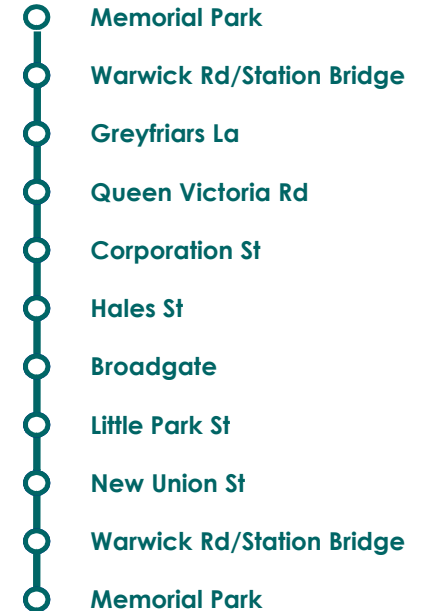 Memorial Park
Warwick Rd/Station Bridge
Greyfriars La
Queen Victoria Rd
Corporation St
Hales St
Broadgate
Little Park St
New Union St
Warwick Rd/Station Bridge
Memorial Park